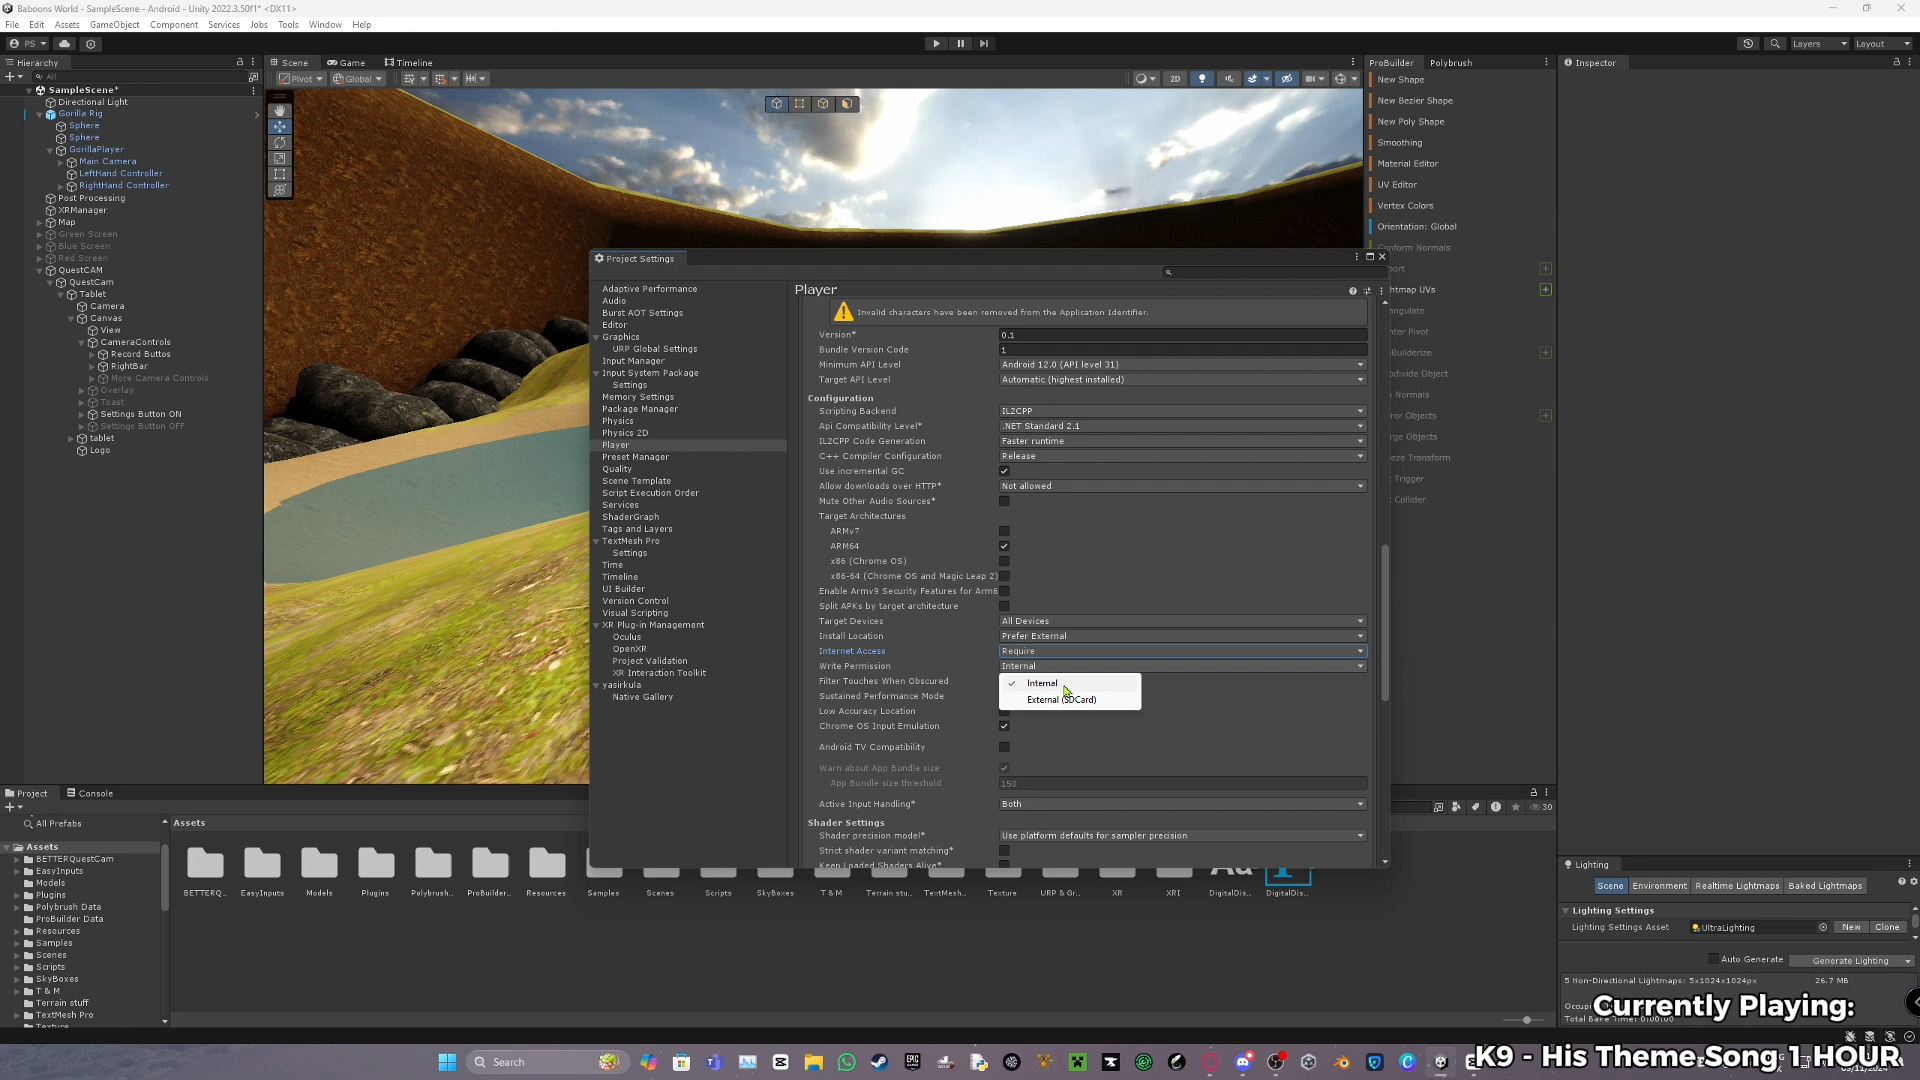 Baboons World - SampleScene - Android - Unity 2022.3.50f1* <DX11>
File Edit Assets GameObject Component Services Jobs Tools Window Help
PS Layers Layout
Hierarchy
All
SampleScene*
Directional Light
Gorilla Rig
Sphere
Sphere
GorillaPlayer
Main Camera
LeftHand Controller
RightHand Controller
Post Processing
XRManager
Map
Green Screen
Blue Screen
Red Screen
QuestCAM
QuestCam
Tablet
Camera
Canvas
View
CameraControls
Record Buttos
RightBar
More Camera Controls
Overlay
Toast
Settings Button ON
Settings Button OFF
tablet
Logo
Scene Game Timeline
Pivot Global 2D
ProBuilder Polybrush
New Shape
New Bezier Shape
New Poly Shape
Smoothing
Material Editor
UV Editor
Vertex Colors
Orientation: Global
Conform Normals
Inspector
Project Settings
Adaptive Performance
Audio
Burst AOT Settings
Editor
Graphics
URP Global Settings
Input Manager
Input System Package
Settings
Memory Settings
Package Manager
Physics
Physics 2D
Player
Preset Manager
Quality
Scene Template
Script Execution Order
Services
ShaderGraph
Tags and Layers
TextMesh Pro
Settings
Time
Timeline
UI Builder
Version Control
Visual Scripting
XR Plug-in Management
Oculus
OpenXR
Project Validation
XR Interaction Toolkit
yasirkula
Native Gallery
Player
Invalid characters have been removed from the Application Identifier.
Version* 0.1
Bundle Version Code 1
Minimum API Level Android 12.0 (API level 31)
Target API Level Automatic (highest installed)
Configuration
Scripting Backend IL2CPP
Api Compatibility Level* .NET Standard 2.1
IL2CPP Code Generation Faster runtime
C++ Compiler Configuration Release
Use incremental GC
Allow downloads over HTTP* Not allowed
Mute Other Audio Sources*
Target Architectures
ARMv7
ARM64
x86 (Chrome OS)
x86-64 (Chrome OS and Magic Leap 2)
Enable Armv9 Security Features for Arm6
Split APKs by target architecture
Target Devices All Devices
Install Location Prefer External
Internet Access Require
Write Permission Internal
Filter Touches When Obscured
Internal
Sustained Performance Mode
External (SDCard)
Low Accuracy Location
Chrome OS Input Emulation
Android TV Compatibility
Warn about App Bundle size
App Bundle size threshold 150
Active Input Handling* Both
Shader Settings
Shader precision model* Use platform defaults for sampler precision
Strict shader variant matching*
Keep Loaded Shaders Alive*
Project Console
30
All Prefabs
Assets
BETTERQuestCam
EasyInputs
Models
Plugins
Polybrush Data
ProBuilder Data
Resources
Samples
Scenes
Scripts
SkyBoxes
T & M
Terrain stuff
TextMesh Pro
Texture
Assets
BETTERQ... EasyInputs Models Plugins Polybrush... ProBuilder... Resources Samples Scenes Scripts SkyBoxes T & M Terrain stu... TextMesh... Texture URP & Gr... XR XRI DigitalDis... DigitalDis...
Lighting
Scene Environment Realtime Lightmaps Baked Lightmaps
Lighting Settings
Lighting Settings Asset UltraLighting New Clone
Auto Generate Generate Lighting
5 Non-Directional Lightmaps: 5x1024x1024px 26.7 MB
Currently Playing:
Total Bake Time: 0:00:00
Search
K9 - His Theme Song 1 HOUR